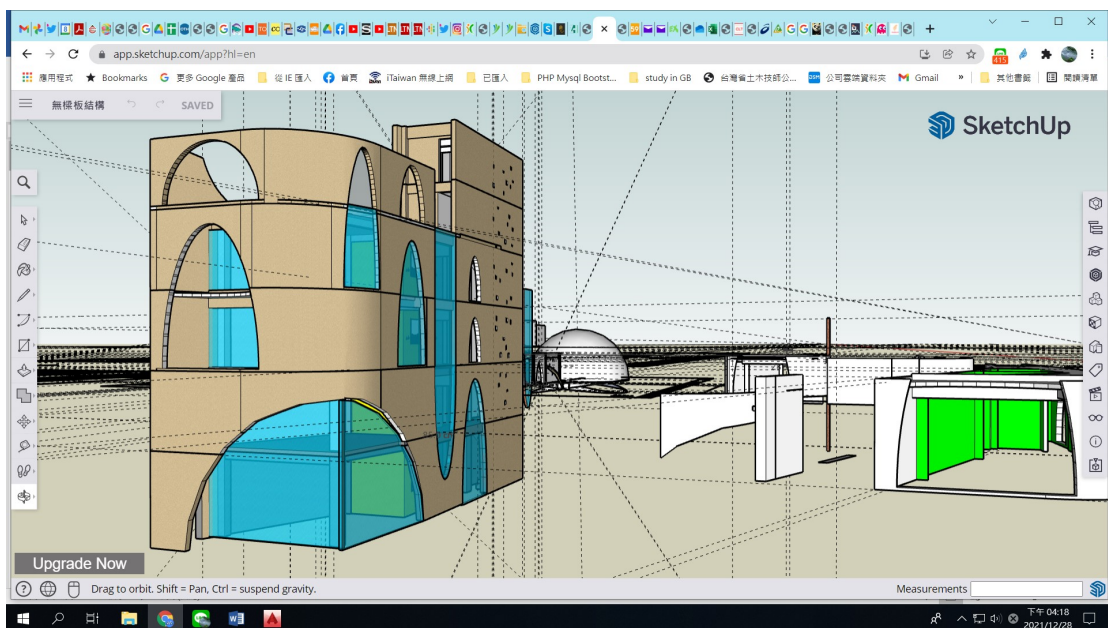 app.sketchup.com/app?hl=en
415
應用程式 Bookmarks 更多 Google 產品 從 IE 匯入 首頁 iTaiwan 無線上網 已匯入 PHP Mysql Bootst... study in GB 台灣省土木技師公... 公司雲端資料夾 Gmail » 其他書籤 閱讀清單
無樑板結構 SAVED
SketchUp
Upgrade Now
Drag to orbit. Shift = Pan, Ctrl = suspend gravity. Measurements
下午 04:18
2021/12/28